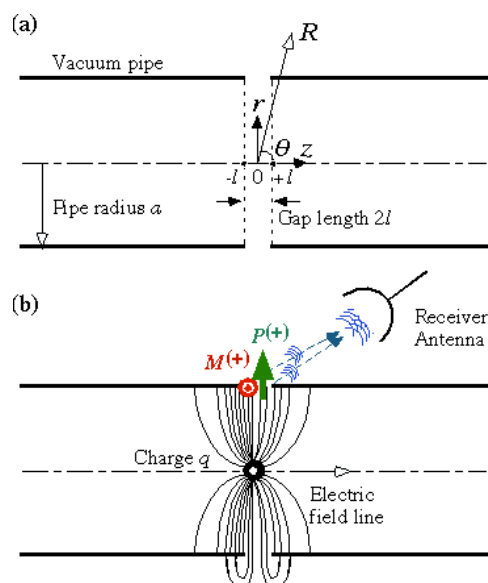 (a)
R
Vacuum pipe
r
θ
z
-l 0 +l
Pipe radius a
Gap length 2l
(b)
P(+)
M(+)
Receiver
Antenna
Charge q
Electric
field line